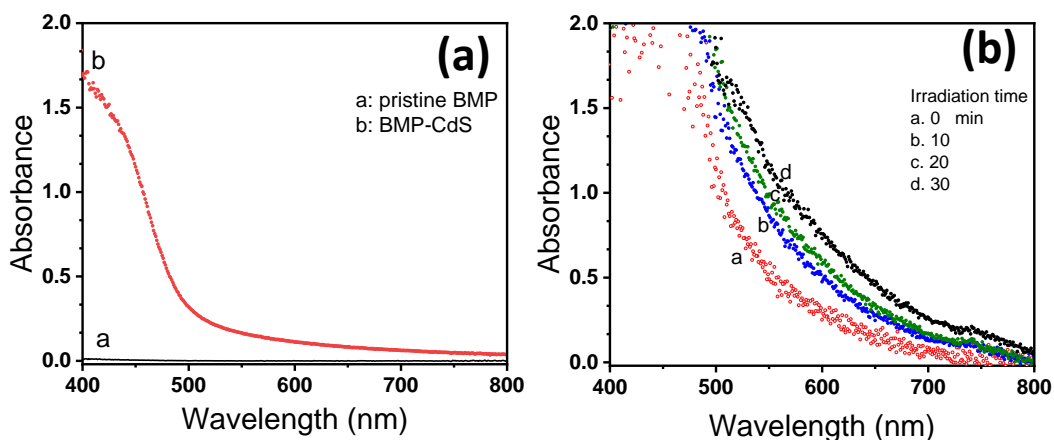 (a)
b
a: pristine BMP
b: BMP-CdS
a
Absorbance
2.0
1.5
1.0
0.5
0.0
400 500 600 700 800
Wavelength (nm)
(b)
Irradiation time
a. 0 min
b. 10
c. 20
d. 30
d
c
b
a
Absorbance
2.0
1.5
1.0
0.5
0.0
400 500 600 700 800
Wavelength (nm)